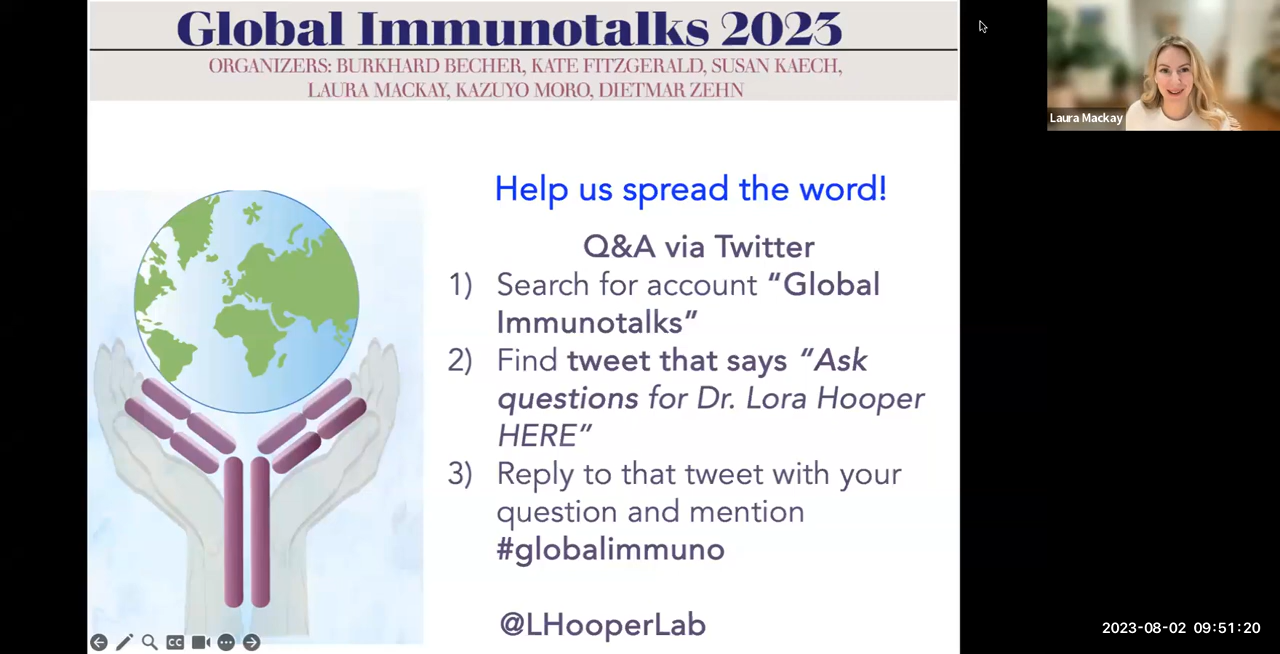 Global Immunotalks 2023
ORGANIZERS: BURKHARD BECHER, KATE FITZGERALD, SUSAN KAECH,
LAURA MACKAY, KAZUYO MORO, DIETMAR ZEHN
Laura Mackay
Help us spread the word!
Q&A via Twitter
1) Search for account “Global
Immunotalks”
2) Find tweet that says “Ask
questions for Dr. Lora Hooper
HERE”
3) Reply to that tweet with your
question and mention
#globalimmuno
@LHooperLab
CC
2023-08-02 09:51:20